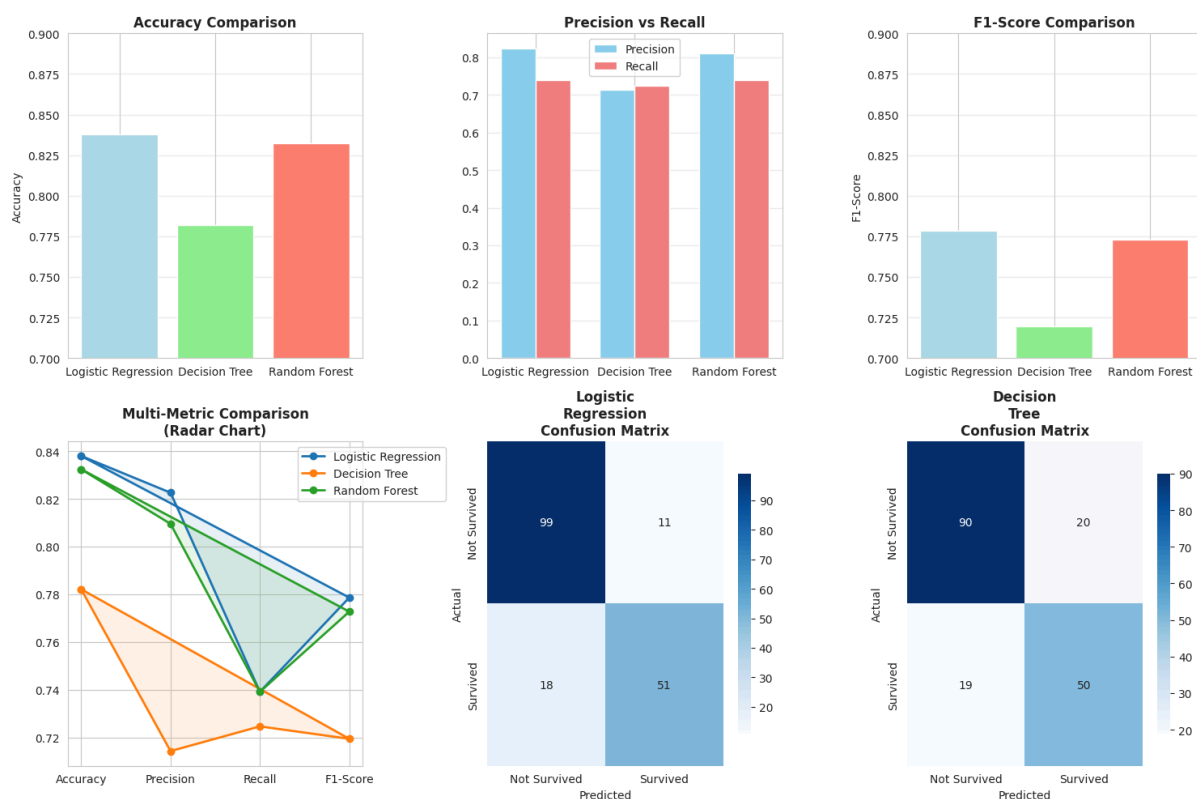 Accuracy Comparison
Accuracy
0.900
0.875
0.850
0.825
0.800
0.775
0.750
0.725
0.700
Logistic Regression Decision Tree Random Forest
Precision vs Recall
Precision
Recall
0.8
0.7
0.6
0.5
0.4
0.3
0.2
0.1
0.0
Logistic Regression Decision Tree Random Forest
F1-Score Comparison
F1-Score
0.900
0.875
0.850
0.825
0.800
0.775
0.750
0.725
0.700
Logistic Regression Decision Tree Random Forest
Multi-Metric Comparison
(Radar Chart)
Logistic Regression
Decision Tree
Random Forest
0.84
0.82
0.80
0.78
0.76
0.74
0.72
Accuracy Precision Recall F1-Score
Logistic
Regression
Confusion Matrix
Actual
Not Survived
Survived
99 11
18 51
90
80
70
60
50
40
30
20
Not Survived Survived
Predicted
Decision
Tree
Confusion Matrix
Actual
Not Survived
Survived
90 20
19 50
90
80
70
60
50
40
30
20
Not Survived Survived
Predicted